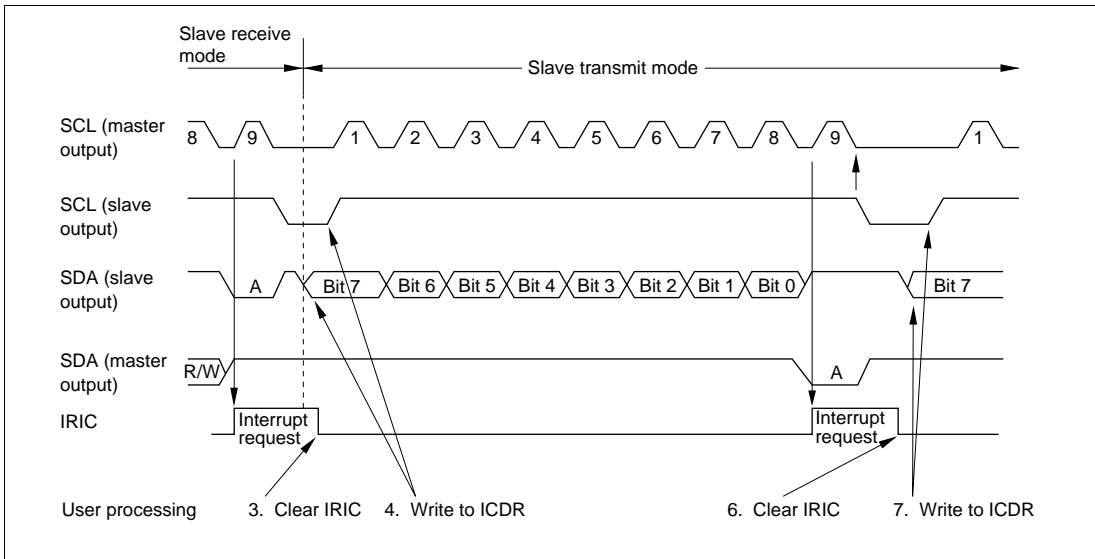 Slave receive
mode
Slave transmit mode
SCL (master
output)
8 9 1 2 3 4 5 6 7 8 9 1
SCL (slave
output)
SDA (slave
output)
A Bit 7 Bit 6 Bit 5 Bit 4 Bit 3 Bit 2 Bit 1 Bit 0 Bit 7
SDA (master
output)
R/W A
IRIC
Interrupt
request
Interrupt
request
User processing 3. Clear IRIC 4. Write to ICDR 6. Clear IRIC 7. Write to ICDR